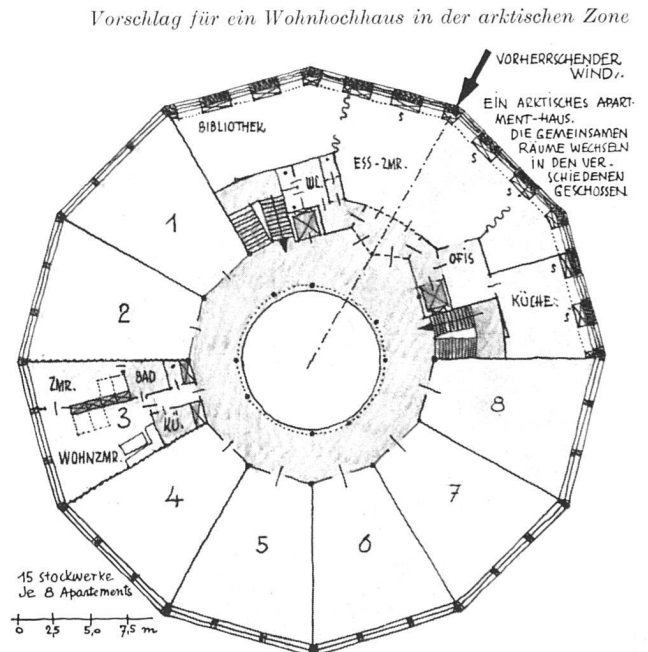 Vorschlag für ein Wohnhochhaus in der arktischen Zone
VORHERRSCHENDER
WIND.
EIN ARKTISCHES APART-
MENT-HAUS.
DIE GEMEINSAMEN
RÄUME WECHSELN
IN DEN VER-
SCHIEDENEN
GESCHOSSEN
BIBLIOTHEK
S
WC
ESS-ZMR.
S
S
1
OFIS
S
KÜCHE
S
2
ZMR.
BAD
3
KÜ.
WOHNZMR.
8
4
7
5
6
15 Stockwerke
Je 8 Apartements
0 2,5 5,0 7,5 m